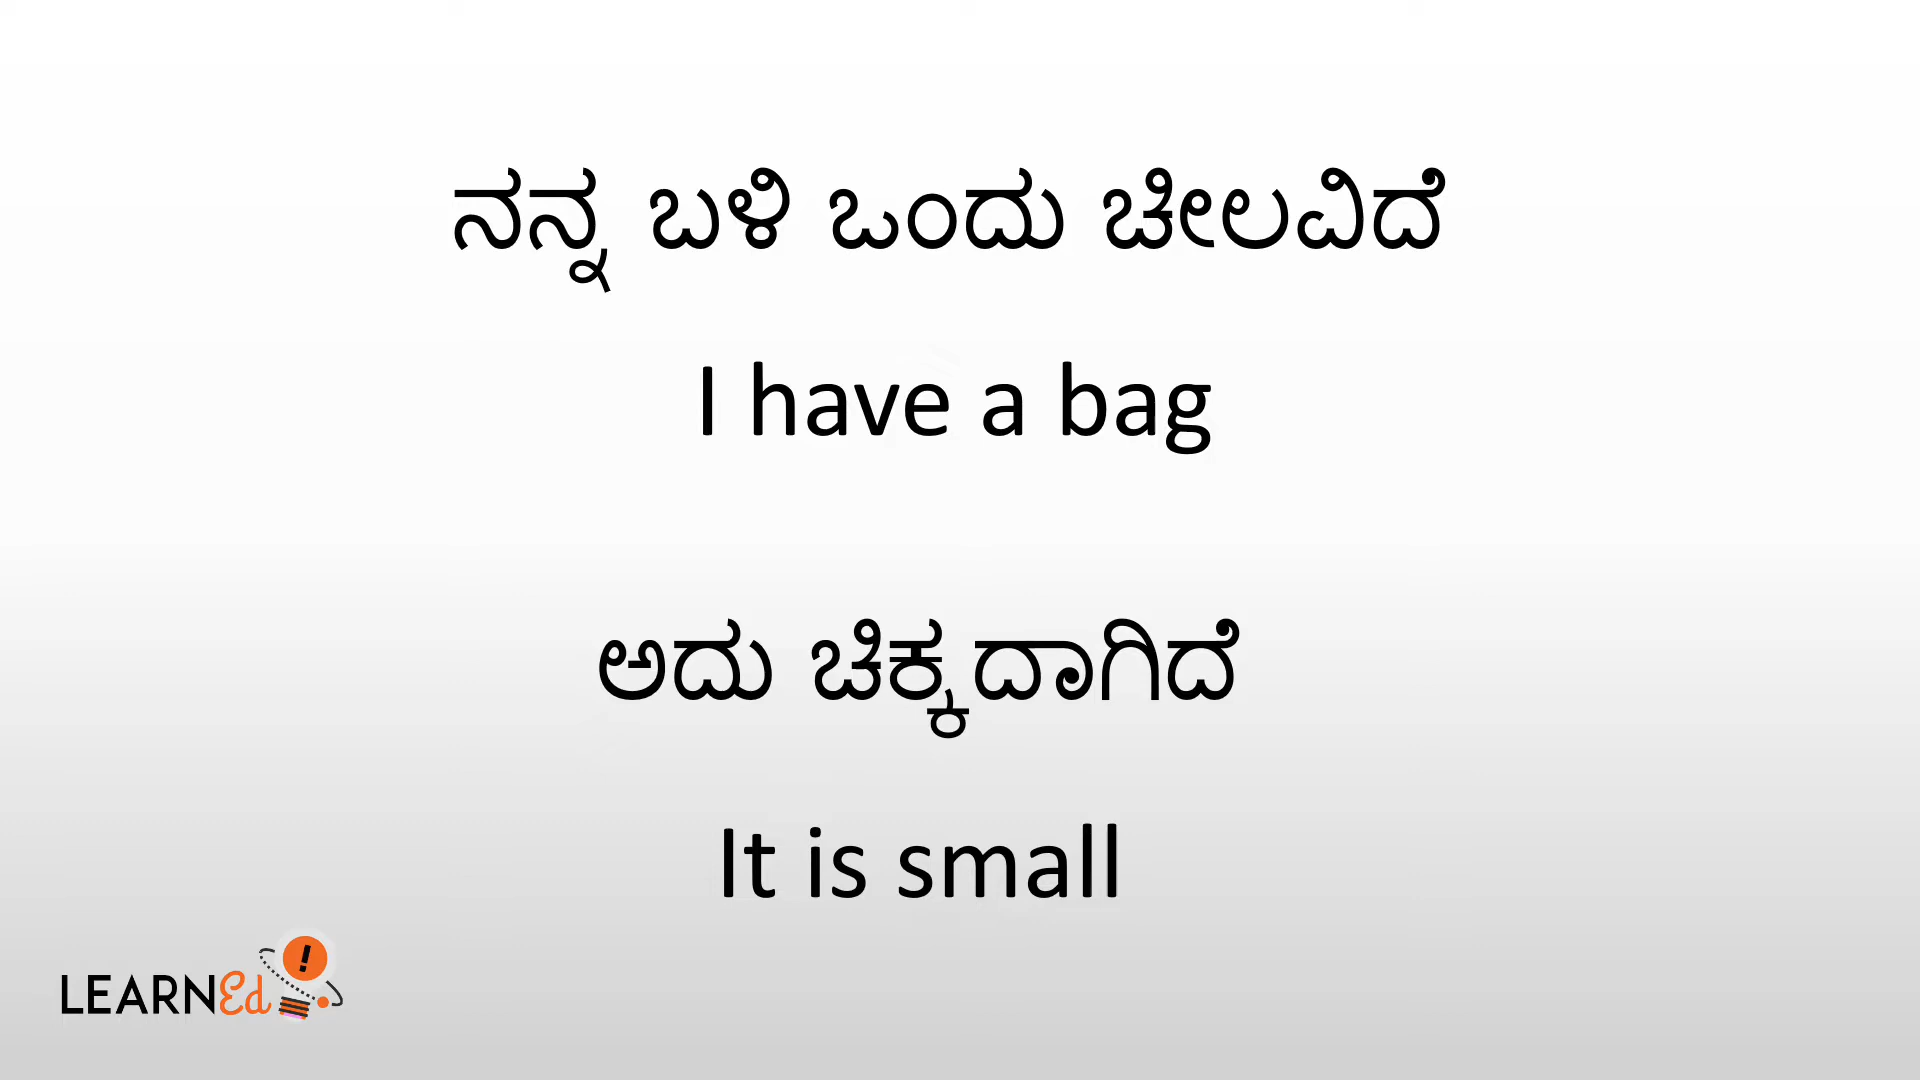 ನನ್ನ ಬಳಿ ಒಂದು ಚೀಲವಿದೆ
I have a bag
ಅದು ಚಿಕ್ಕದಾಗಿದೆ
It is small
LEARNEd